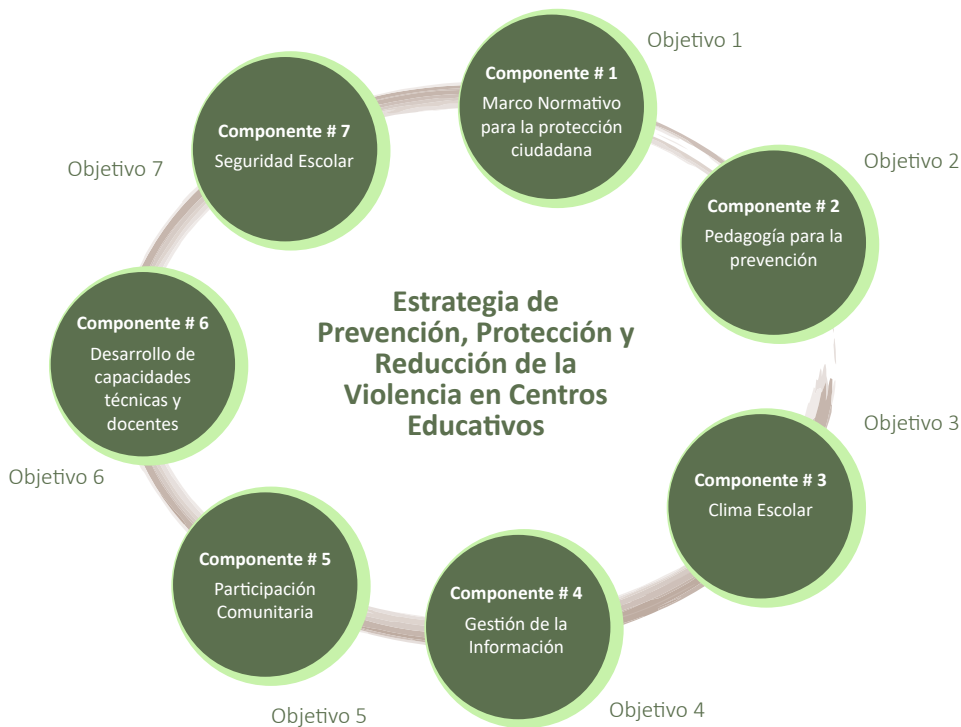 Objetivo 1
Componente # 1
Marco Normativo
para la protección
ciudadana
Objetivo 2
Componente # 2
Pedagogía para la
prevención
Objetivo 3
Componente # 3
Clima Escolar
Objetivo 4
Componente # 4
Gestión de la
Información
Objetivo 5
Componente # 5
Participación
Comunitaria
Objetivo 6
Componente # 6
Desarrollo de
capacidades
técnicas y
docentes
Objetivo 7
Componente # 7
Seguridad Escolar
Estrategia de
Prevención, Protección y
Reducción de la
Violencia en Centros
Educativos